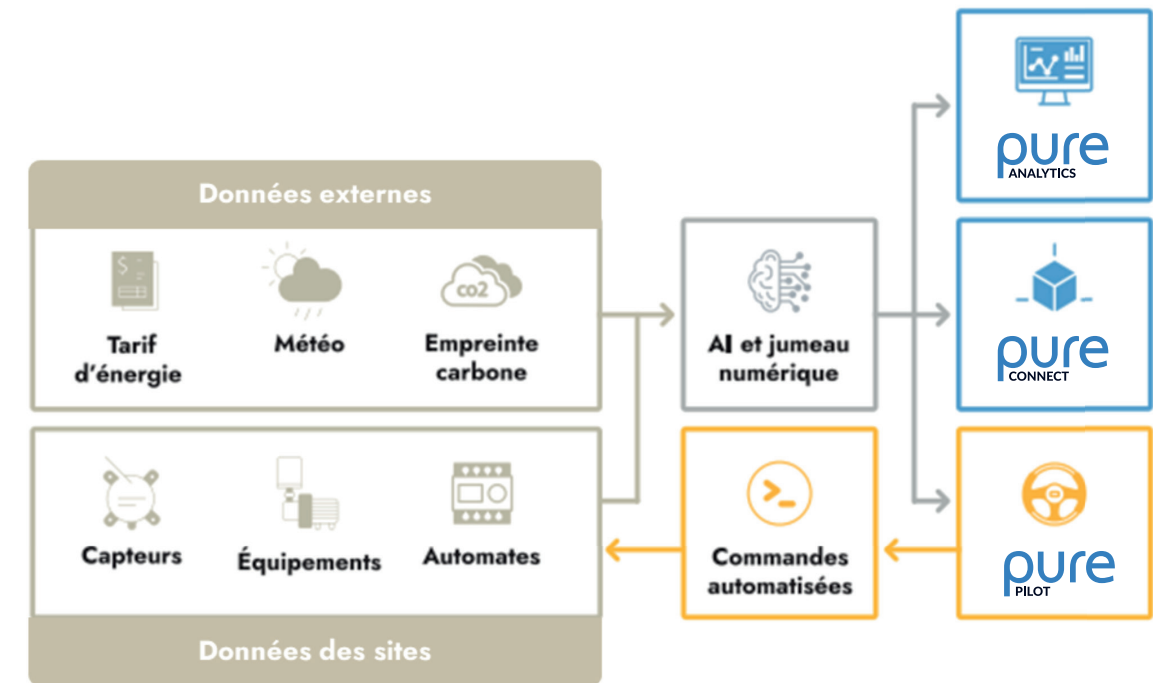 Données externes
Tarif
d'énergie
Météo
co2
Empreinte
carbone
$
Capteurs
Équipements
Automates
Données des sites
AI et jumeau
numérique
>_
Commandes
automatisées
pure
ANALYTICS
pure
CONNECT
pure
PILOT